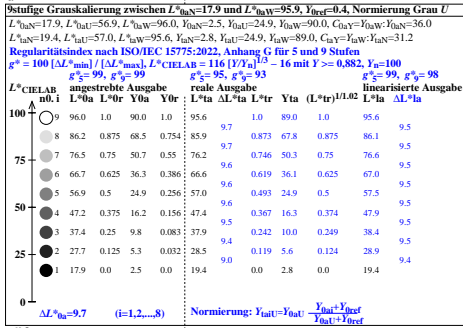 9stufige Grauskalierung zwischen L*0aN=17.9 und L*0aW=95.9, Y0ref=0.4, Normierung Grau U
L*0aN=17.9, L*0aU=56.9, L*0aW=96.0, Y0aN=2.5, Y0aU=24.9, Y0aW=90.0, C0aY=Y0aW:Y0aN=36.0
L*taN=19.4, L*taU=57.0, L*taW=95.6, YtaN=2.8, YtaU=24.9, YtaW=89.0, CtaY=YtaW:YtaN=31.2
Regularitätsindex nach ISO/IEC 15775:2022, Anhang G für 5 und 9 Stufen
g* = 100 [ΔL*min] / [ΔL*max], L*CIELAB = 116 [Y/Yn]1/3 − 16 mit Y >= 0,882, Yn=100
g*5= 99, g*9= 99 g*5= 95, g*9= 93 g*5= 99, g*9= 98
L*CIELAB angestrebte Ausgabe reale Ausgabe linearisierte Ausgabe
n0. i L*0a L*0r Y0a Y0r L*ta ΔL*ta L*tr Yta (L*tr)1/1.02 L*la ΔL*la
100 9 96.0 1.0 90.0 1.0 95.6 1.0 89.0 1.0 95.6
9.7 9.5
8 86.2 0.875 68.5 0.754 85.9 0.873 67.8 0.875 86.1
9.7 9.5
7 76.5 0.75 50.7 0.55 76.2 0.746 50.3 0.75 76.6
9.6 9.5
6 66.7 0.625 36.3 0.386 66.6 0.619 36.1 0.625 67.0
9.6 9.5
50 5 56.9 0.5 24.9 0.256 57.0 0.493 24.9 0.5 57.5
9.6 9.5
4 47.2 0.375 16.2 0.156 47.4 0.367 16.3 0.374 47.9
9.5 9.5
3 37.4 0.25 9.8 0.083 37.9 0.242 10.0 0.249 38.4
9.4 9.5
2 27.7 0.125 5.3 0.032 28.5 0.119 5.6 0.124 28.9
9.0 9.5
1 17.9 0.0 2.5 0.0 19.4 0.0 2.8 0.0 19.4
0
ΔL*0a=9.7 (i=1,2,...,8) Normierung: YtaiU=Y0aU Y0ai+Y0ref
Y0aU+Y0ref